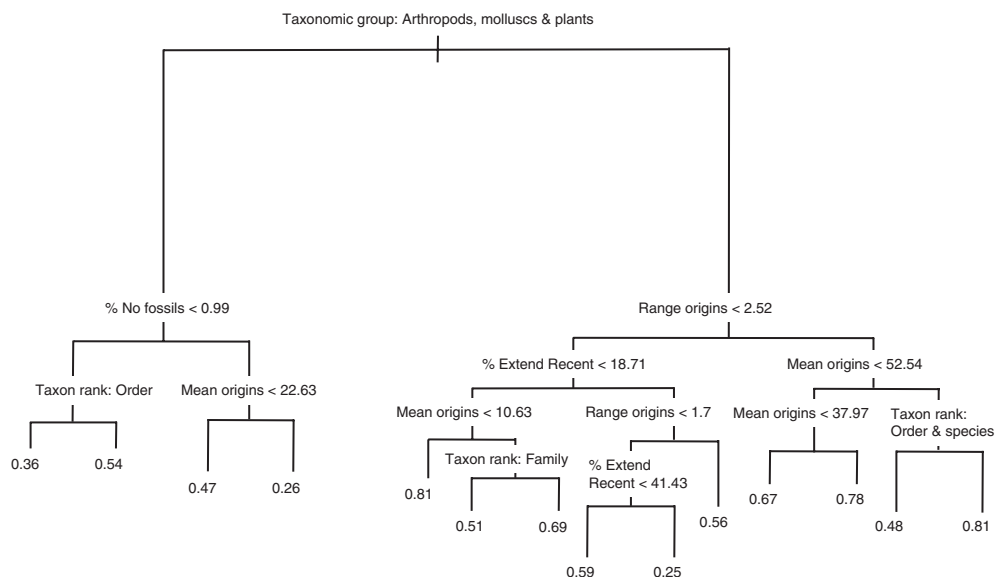 Taxonomic group: Arthropods, molluscs & plants
% No fossils < 0.99
Range origins < 2.52
% Extend Recent < 18.71
Mean origins < 52.54
Taxon rank: Order
Mean origins < 22.63
Mean origins < 10.63
Range origins < 1.7
Mean origins < 37.97
Taxon rank:
Order & species
0.36
0.54
Taxon rank: Family
% Extend
Recent < 41.43
0.47
0.26
0.81
0.67
0.78
0.51
0.69
0.56
0.48
0.81
0.59
0.25